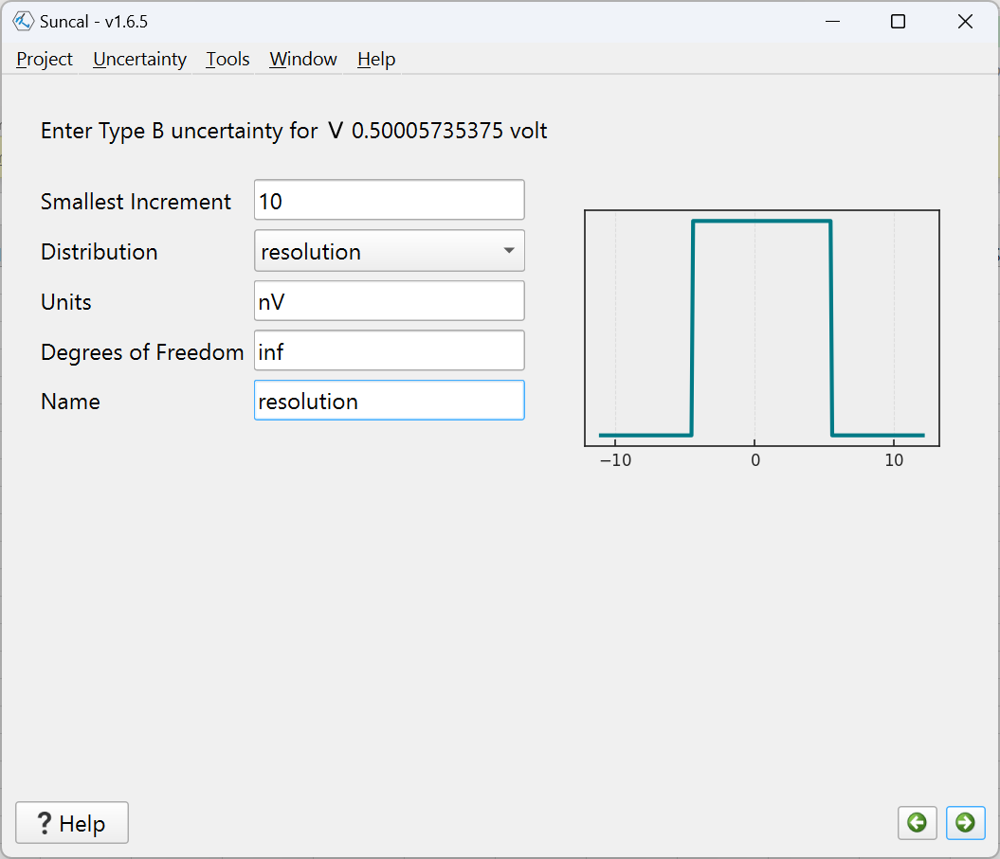 Suncal - v1.6.5
Project Uncertainty Tools Window Help
Enter Type B uncertainty for V 0.50005735375 volt
Smallest Increment 10
Distribution resolution
Units nV
Degrees of Freedom inf
Name resolution
−10 0 10
? Help